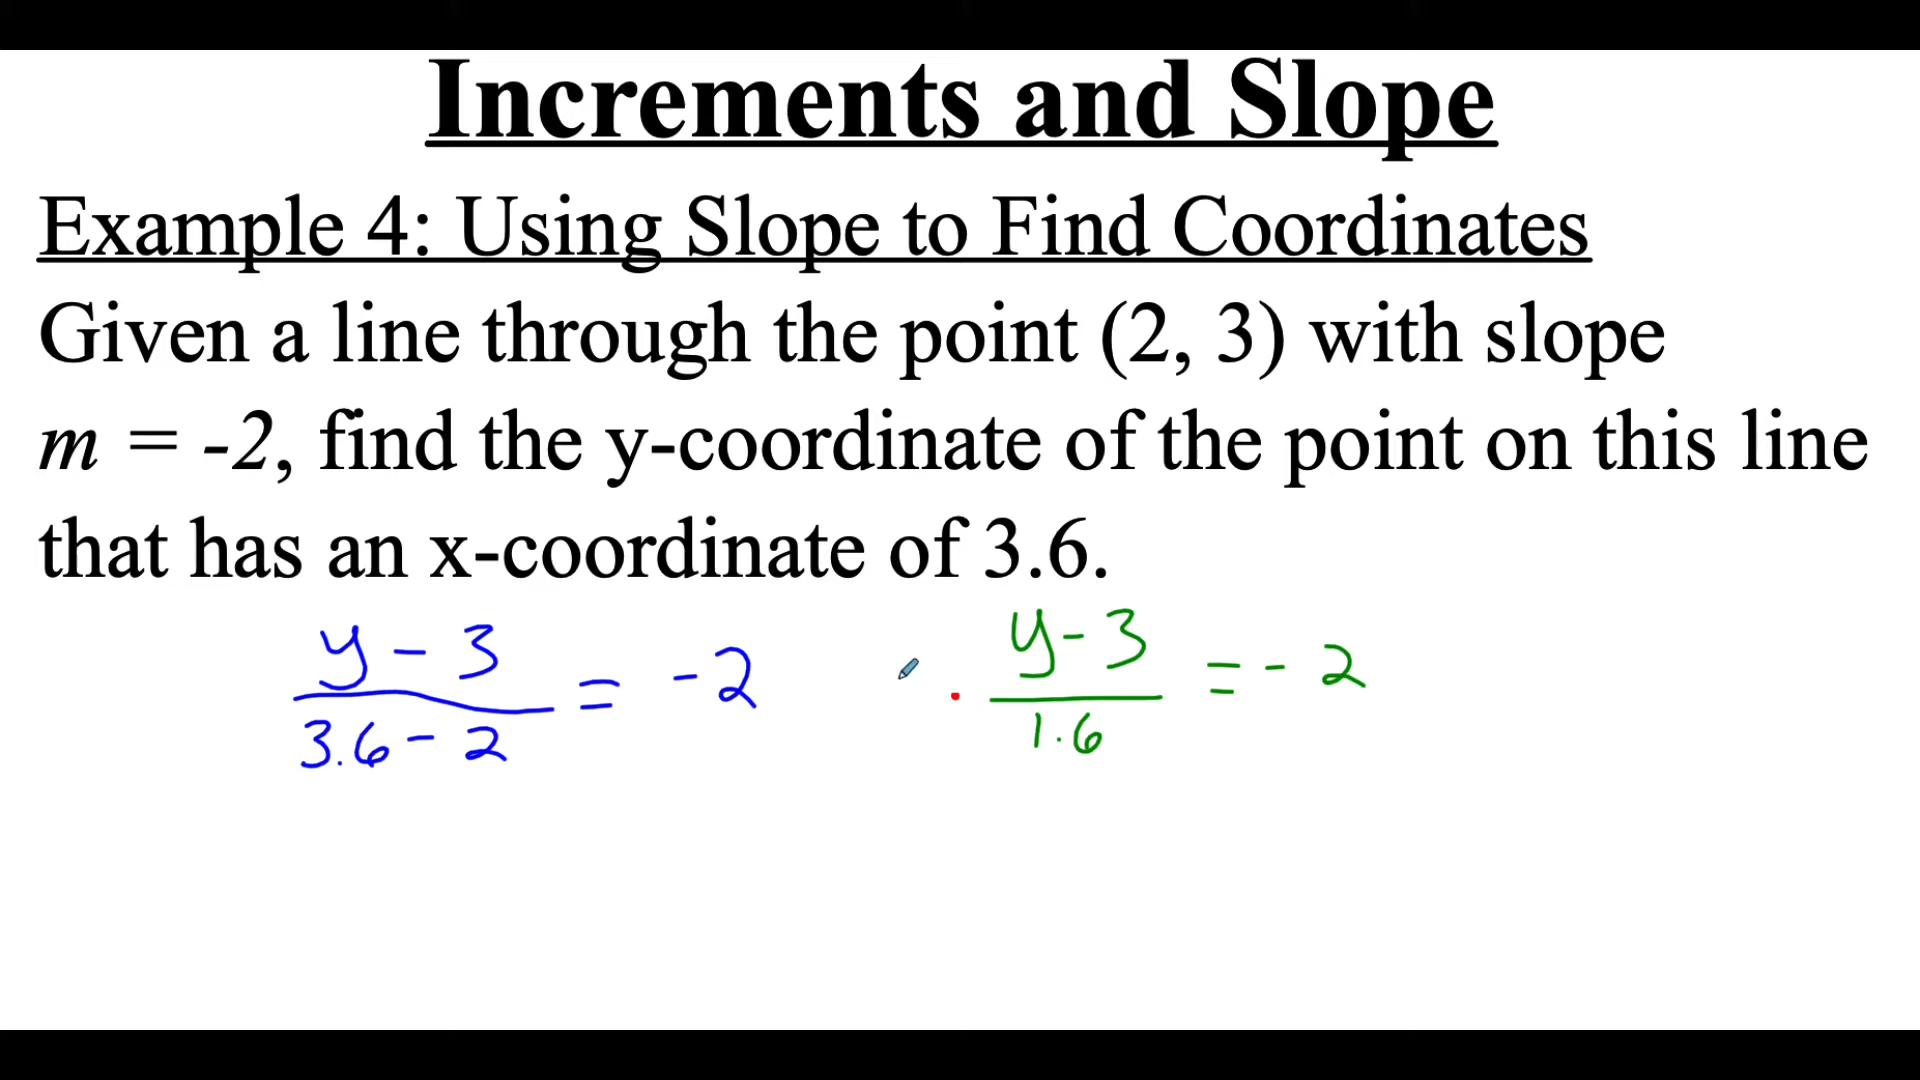 Increments and Slope
Example 4: Using Slope to Find Coordinates
Given a line through the point (2, 3) with slope
m = -2, find the y-coordinate of the point on this line
that has an x-coordinate of 3.6.
y - 3
3.6 - 2
= -2
· y - 3
1.6
= - 2